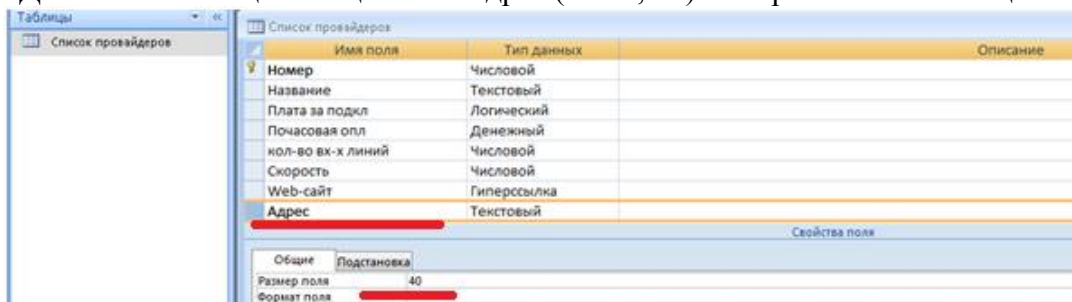 Таблицы
Список провайдеров
Список провайдеров
Имя поля Тип данных Описание
Номер Числовой
Название Текстовый
Плата за подкл Логический
Почасовая опл Денежный
кол-во вх-х линий Числовой
Скорость Числовой
Web-сайт Гиперссылка
Адрес Текстовый
Свойства поля
Общие Подстановка
Размер поля 40
Формат поля